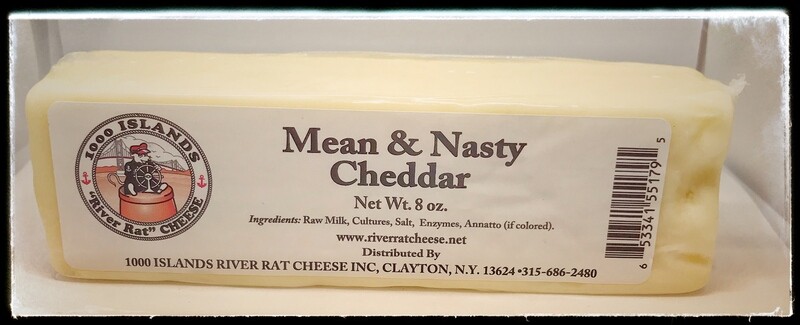 1000 ISLANDS
"River Rat" CHEESE
Mean & Nasty
Cheddar
Net Wt. 8 oz.
Ingredients: Raw Milk, Cultures, Salt,  Enzymes, Annatto (if colored).
www.riverratcheese.net
Distributed By
1000 ISLANDS RIVER RAT CHEESE INC, CLAYTON, N.Y. 13624 •315-686-2480
6 53341 55179 5